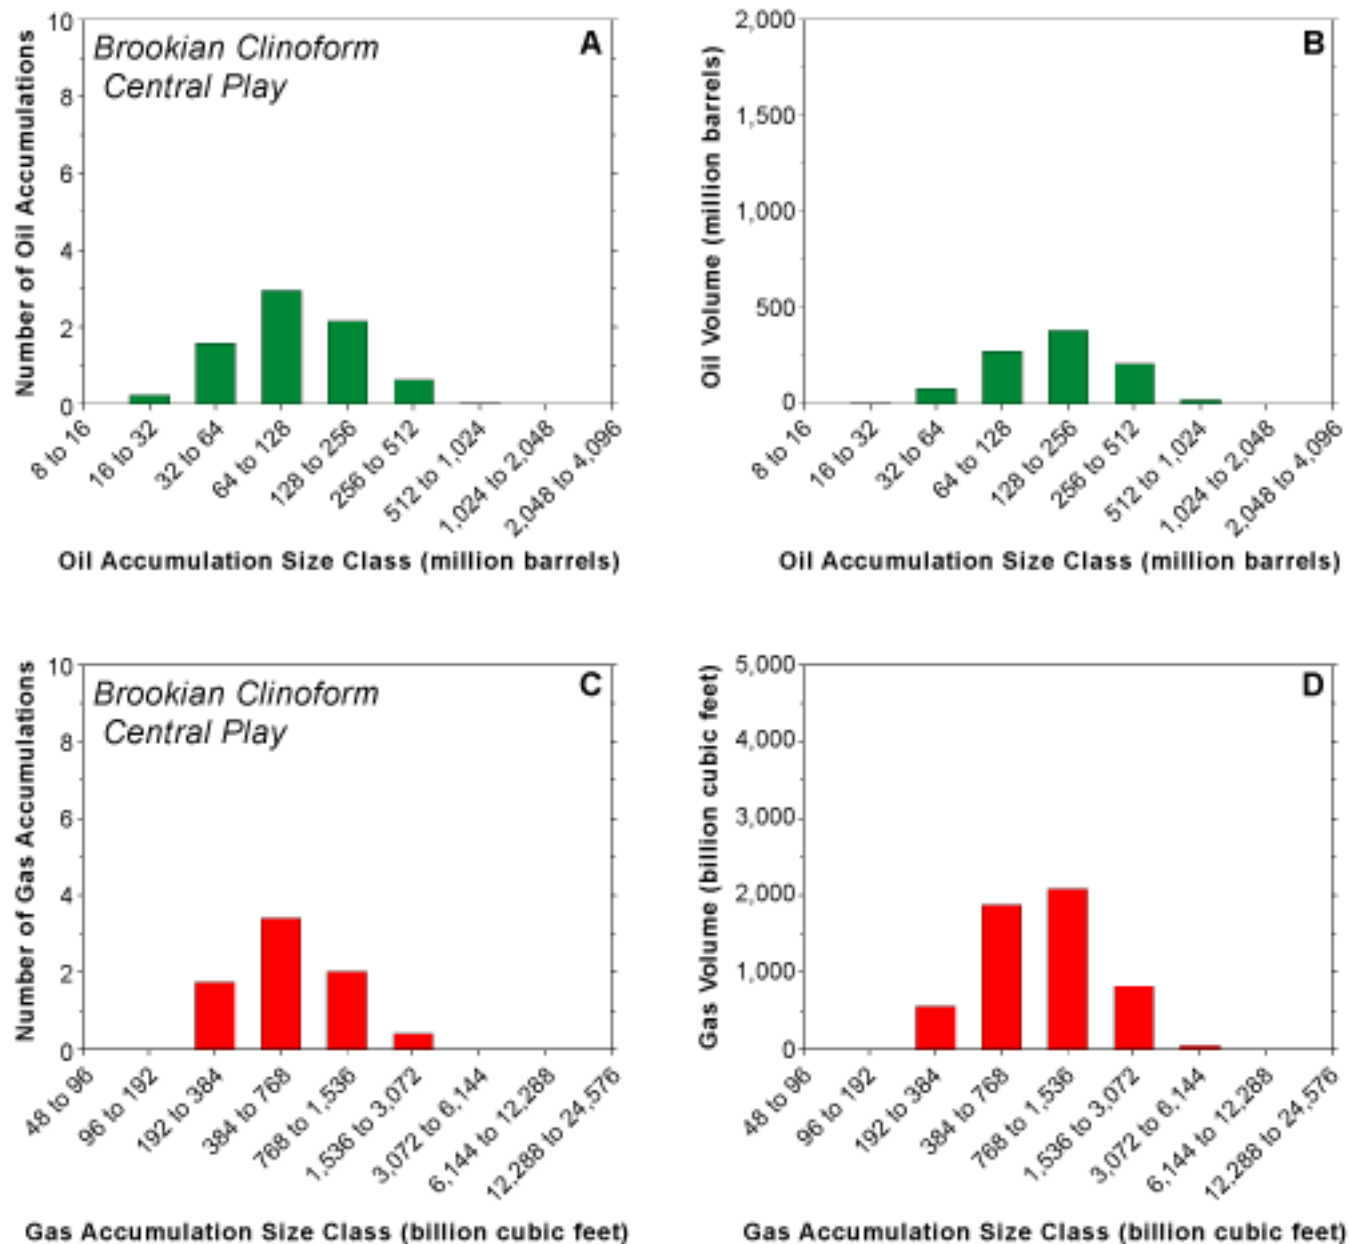 Brookian Clinoform
Central Play
A
Number of Oil Accumulations
10
8
6
4
2
0
8 to 16
16 to 32
32 to 64
64 to 128
128 to 256
256 to 512
512 to 1,024
1,024 to 2,048
2,048 to 4,096
Oil Accumulation Size Class (million barrels)
B
Oil Volume (million barrels)
2,000
1,500
1,000
500
0
8 to 16
16 to 32
32 to 64
64 to 128
128 to 256
256 to 512
512 to 1,024
1,024 to 2,048
2,048 to 4,096
Oil Accumulation Size Class (million barrels)
Brookian Clinoform
Central Play
C
Number of Gas Accumulations
10
8
6
4
2
0
48 to 96
96 to 192
192 to 384
384 to 768
768 to 1,536
1,536 to 3,072
3,072 to 6,144
6,144 to 12,288
12,288 to 24,576
Gas Accumulation Size Class (billion cubic feet)
D
Gas Volume (billion cubic feet)
5,000
4,000
3,000
2,000
1,000
0
48 to 96
96 to 192
192 to 384
384 to 768
768 to 1,536
1,536 to 3,072
3,072 to 6,144
6,144 to 12,288
12,288 to 24,576
Gas Accumulation Size Class (billion cubic feet)